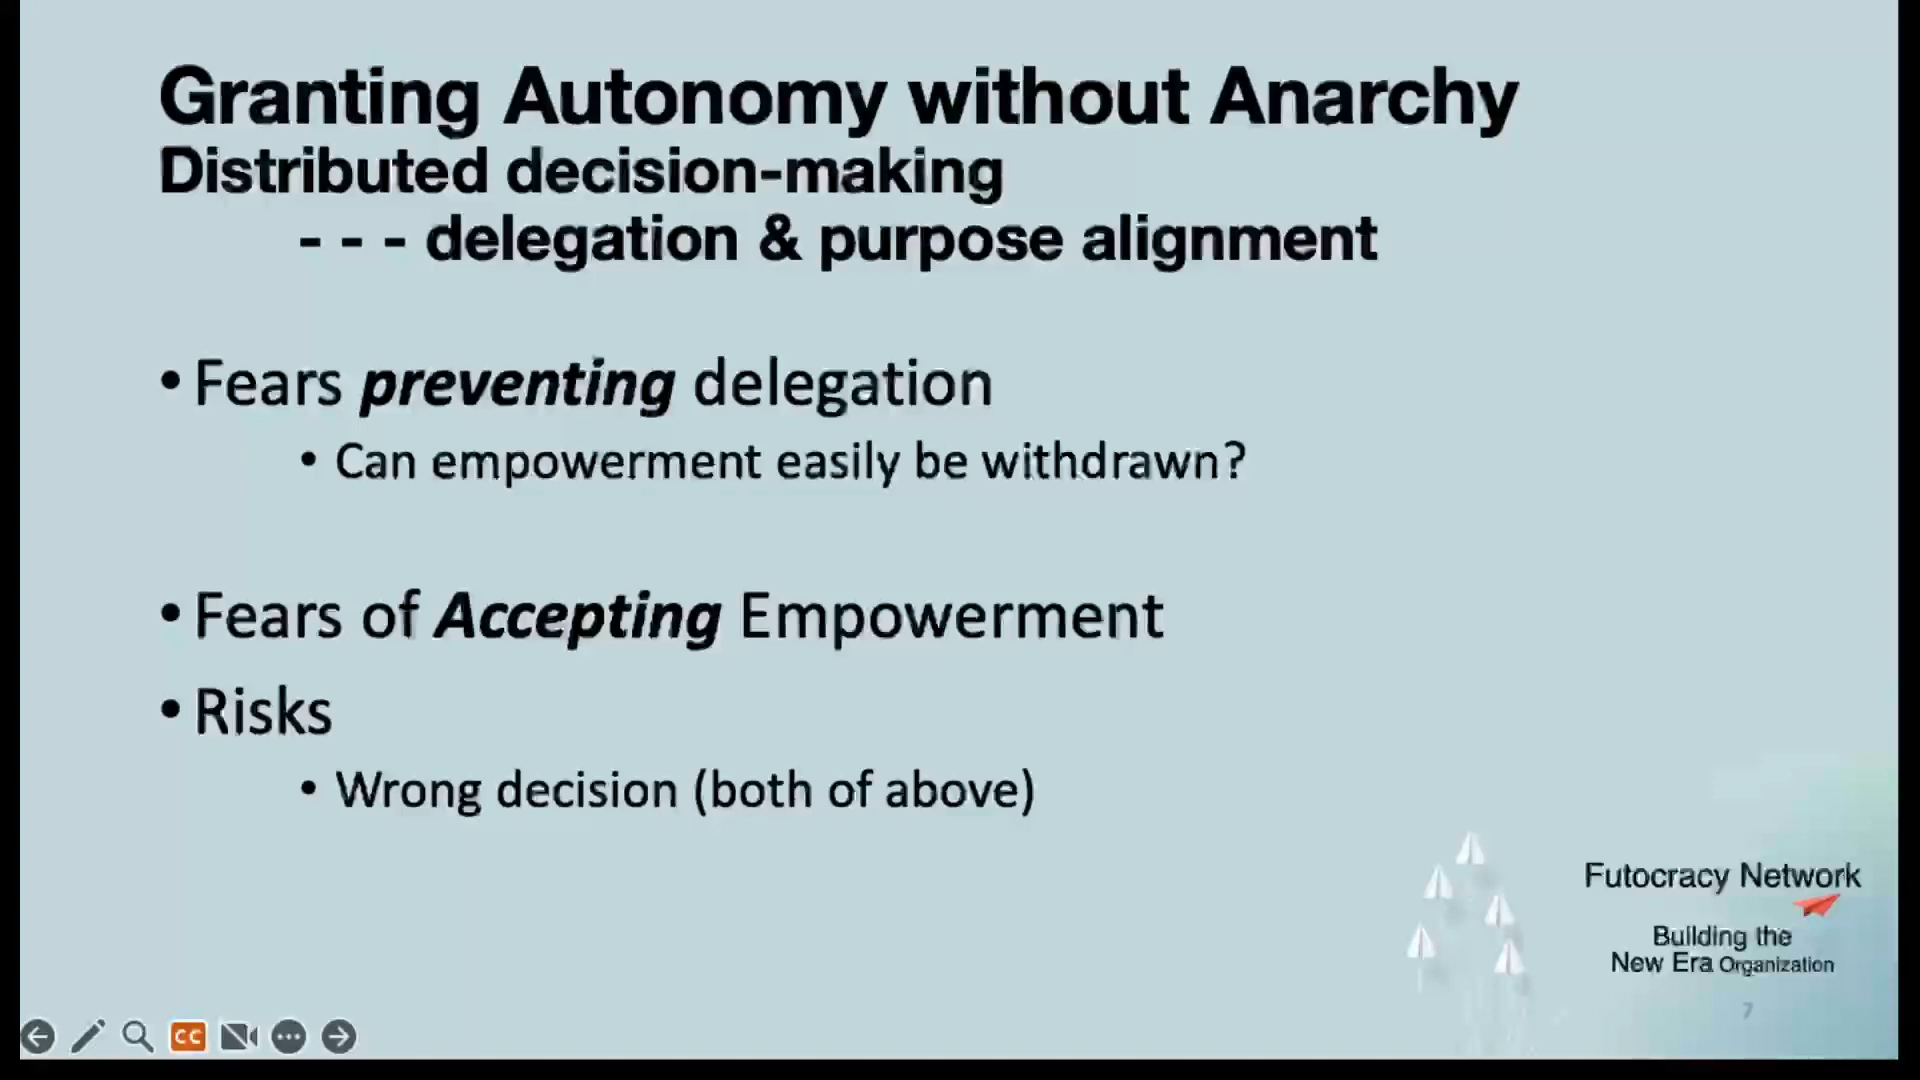 Granting Autonomy without Anarchy
Distributed decision-making
- - - delegation & purpose alignment
• Fears preventing delegation
• Can empowerment easily be withdrawn?
• Fears of Accepting Empowerment
• Risks
• Wrong decision (both of above)
Futocracy Network
Building the
New Era Organization
7
CC